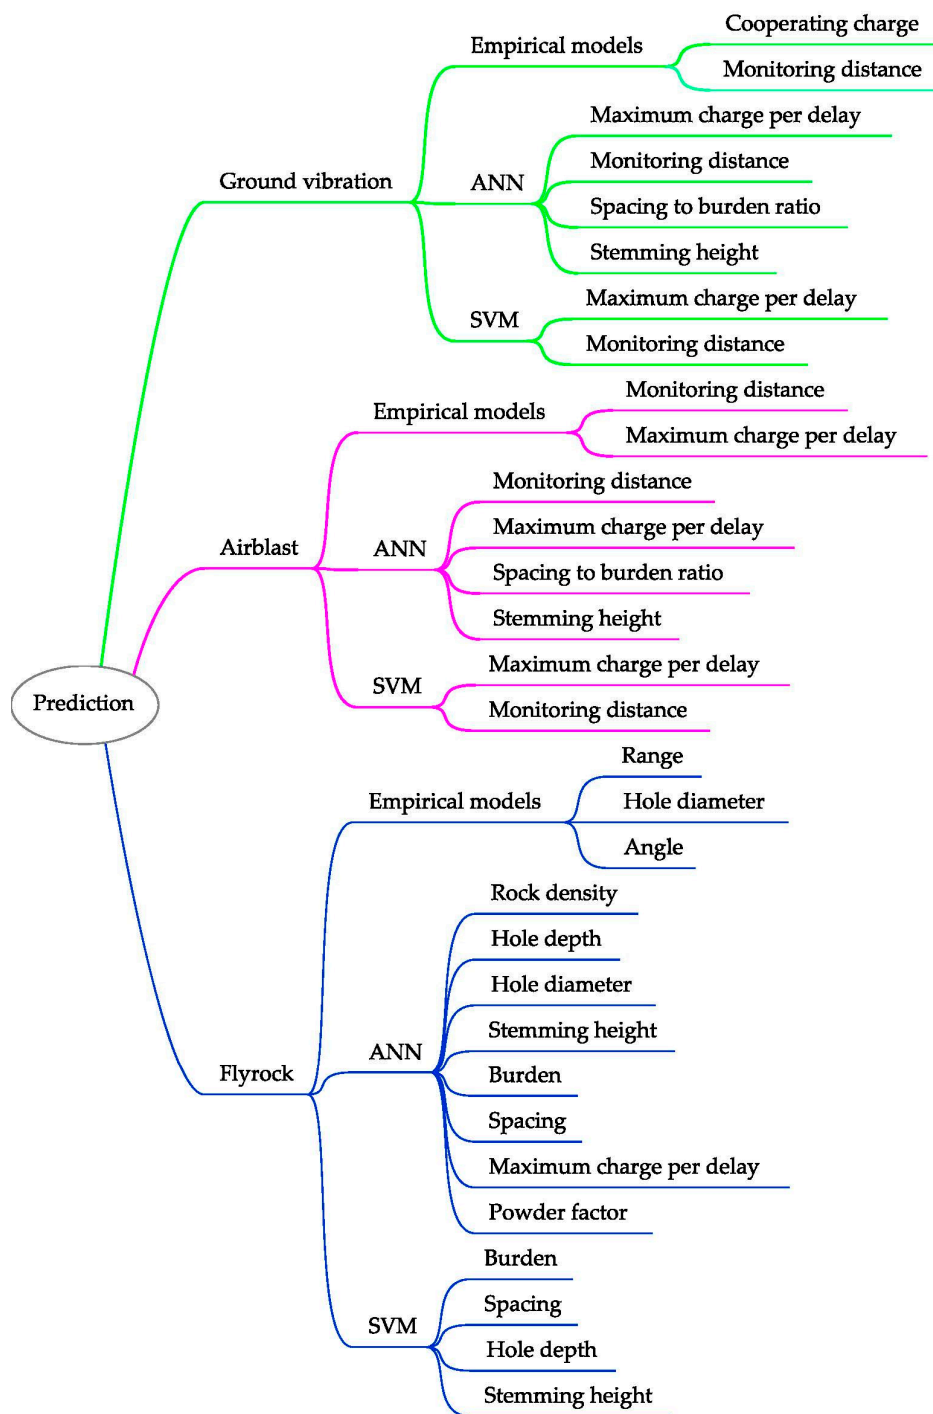 Cooperating charge
Empirical models
Monitoring distance
Maximum charge per delay
Monitoring distance
Ground vibration
ANN
Spacing to burden ratio
Stemming height
Maximum charge per delay
SVM
Monitoring distance
Monitoring distance
Empirical models
Maximum charge per delay
Monitoring distance
Maximum charge per delay
Airblast
ANN
Spacing to burden ratio
Stemming height
Maximum charge per delay
SVM
Prediction
Monitoring distance
Range
Empirical models
Hole diameter
Angle
Rock density
Hole depth
Hole diameter
Stemming height
ANN
Flyrock
Burden
Spacing
Maximum charge per delay
Powder factor
Burden
Spacing
SVM
Hole depth
Stemming height